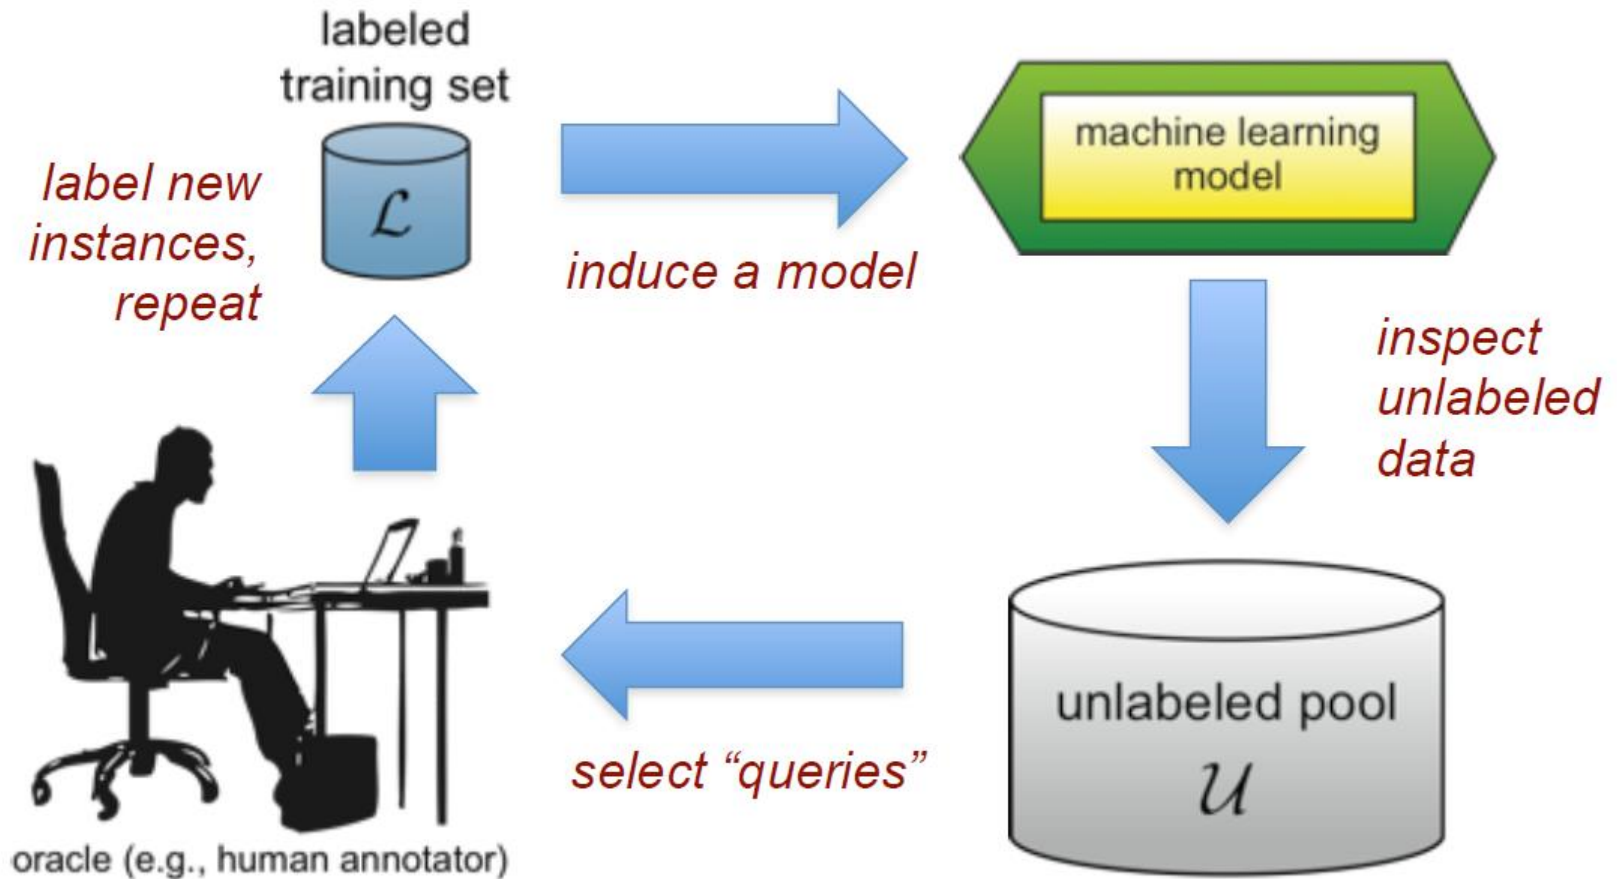 labeled
training set
ℒ
label new
instances,
repeat
induce a model
machine learning
model
inspect
unlabeled
data
unlabeled pool
𝒰
select “queries”
oracle (e.g., human annotator)